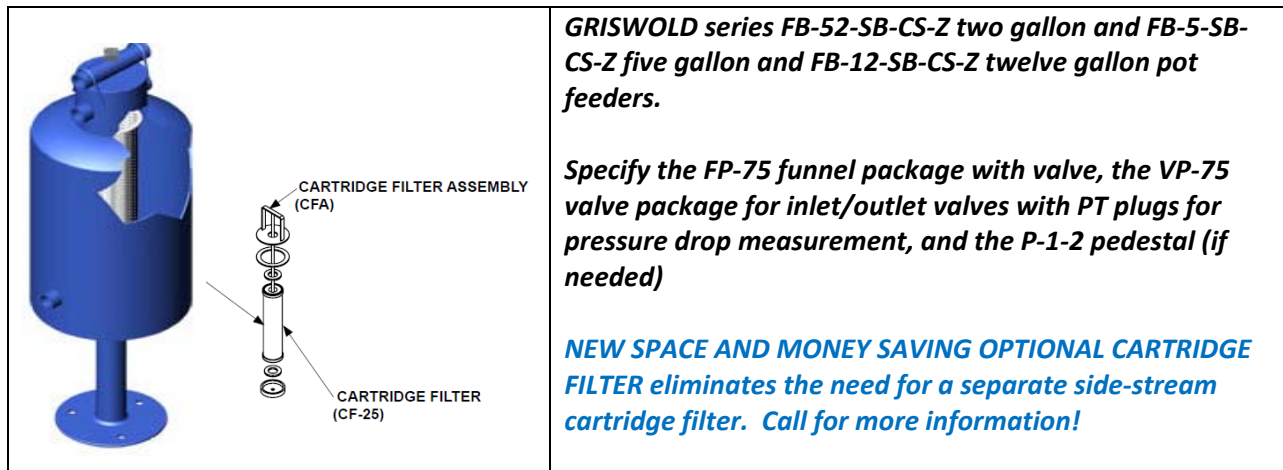 CARTRIDGE FILTER ASSEMBLY
(CFA)
CARTRIDGE FILTER
(CF-25)
GRISWOLD series FB-52-SB-CS-Z two gallon and FB-5-SB-
CS-Z five gallon and FB-12-SB-CS-Z twelve gallon pot
feeders.
Specify the FP-75 funnel package with valve, the VP-75
valve package for inlet/outlet valves with PT plugs for
pressure drop measurement, and the P-1-2 pedestal (if
needed)
NEW SPACE AND MONEY SAVING OPTIONAL CARTRIDGE
FILTER eliminates the need for a separate side-stream
cartridge filter.  Call for more information!